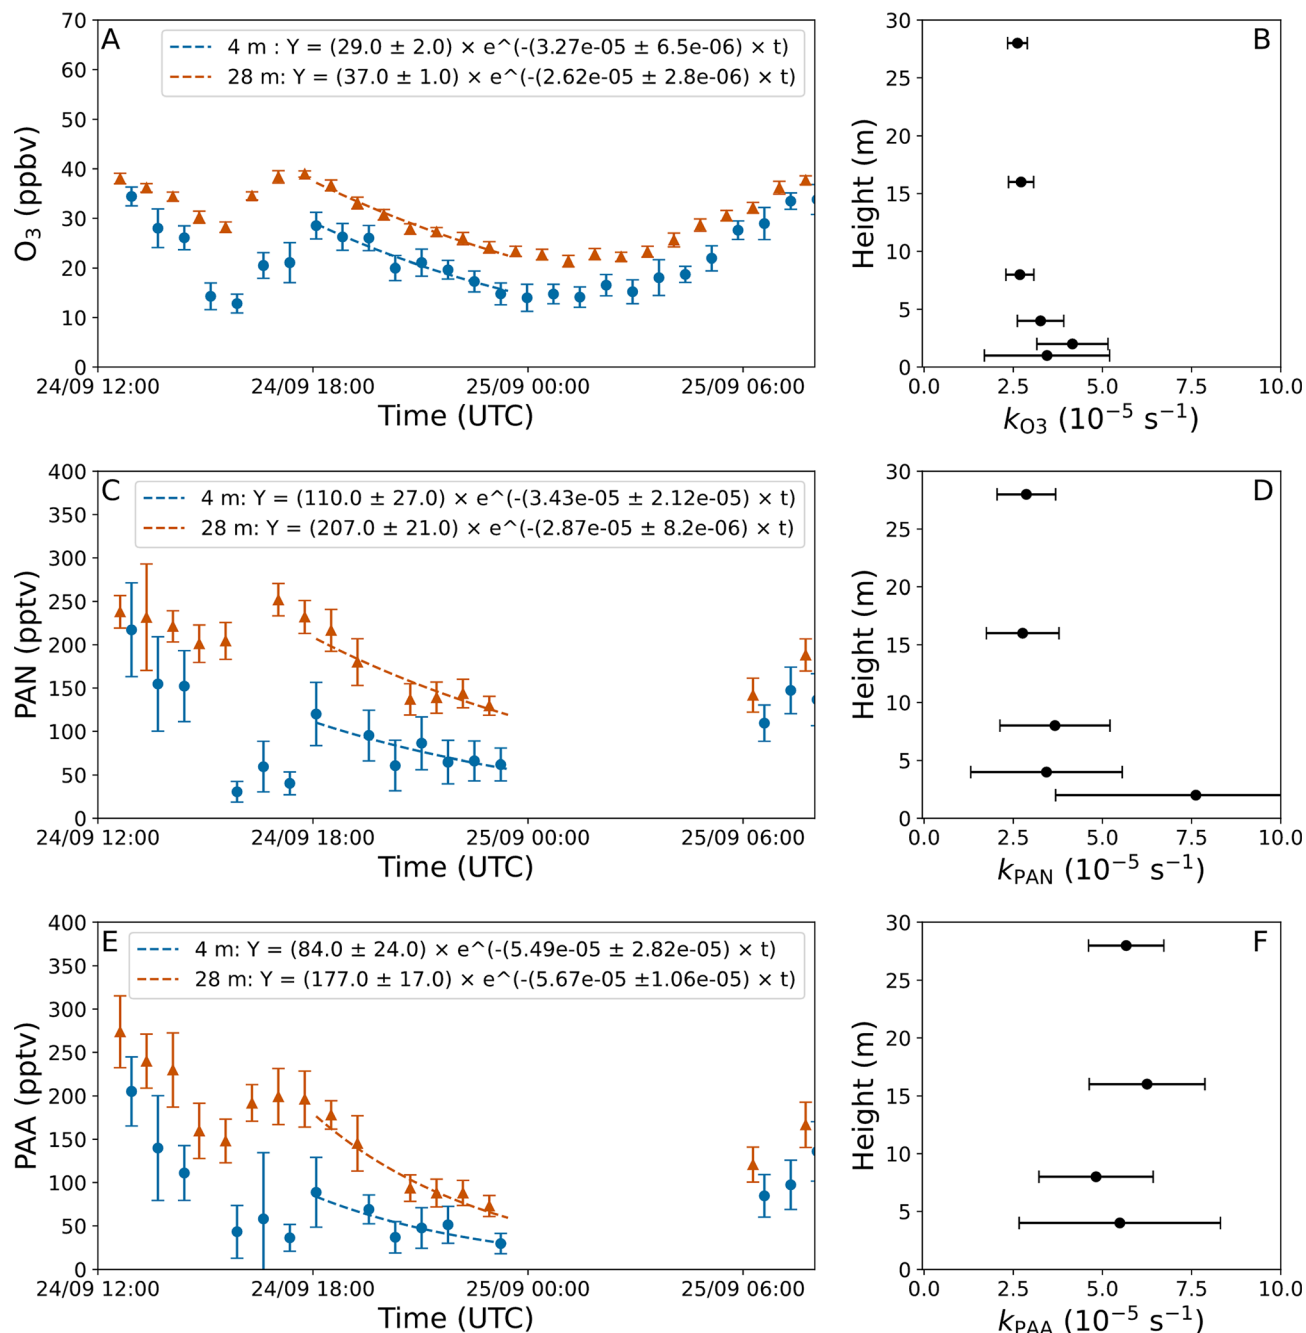 A
4 m : Y = (29.0 ± 2.0) × e^(-(3.27e-05 ± 6.5e-06) × t)
28 m: Y = (37.0 ± 1.0) × e^(-(2.62e-05 ± 2.8e-06) × t)
70
60
50
40
30
20
10
0
O₃ (ppbv)
24/09 12:00 24/09 18:00 25/09 00:00 25/09 06:00
Time (UTC)
B
30
25
20
15
10
5
0
Height (m)
0.0 2.5 5.0 7.5 10.0
k_O3 (10⁻⁵ s⁻¹)
C
4 m: Y = (110.0 ± 27.0) × e^(-(3.43e-05 ± 2.12e-05) × t)
28 m: Y = (207.0 ± 21.0) × e^(-(2.87e-05 ± 8.2e-06) × t)
400
350
300
250
200
150
100
50
0
PAN (pptv)
24/09 12:00 24/09 18:00 25/09 00:00 25/09 06:00
Time (UTC)
D
30
25
20
15
10
5
0
Height (m)
0.0 2.5 5.0 7.5 10.0
k_PAN (10⁻⁵ s⁻¹)
E
4 m: Y = (84.0 ± 24.0) × e^(-(5.49e-05 ± 2.82e-05) × t)
28 m: Y = (177.0 ± 17.0) × e^(-(5.67e-05 ±1.06e-05) × t)
400
350
300
250
200
150
100
50
0
PAA (pptv)
24/09 12:00 24/09 18:00 25/09 00:00 25/09 06:00
Time (UTC)
F
30
25
20
15
10
5
0
Height (m)
0.0 2.5 5.0 7.5 10.0
k_PAA (10⁻⁵ s⁻¹)